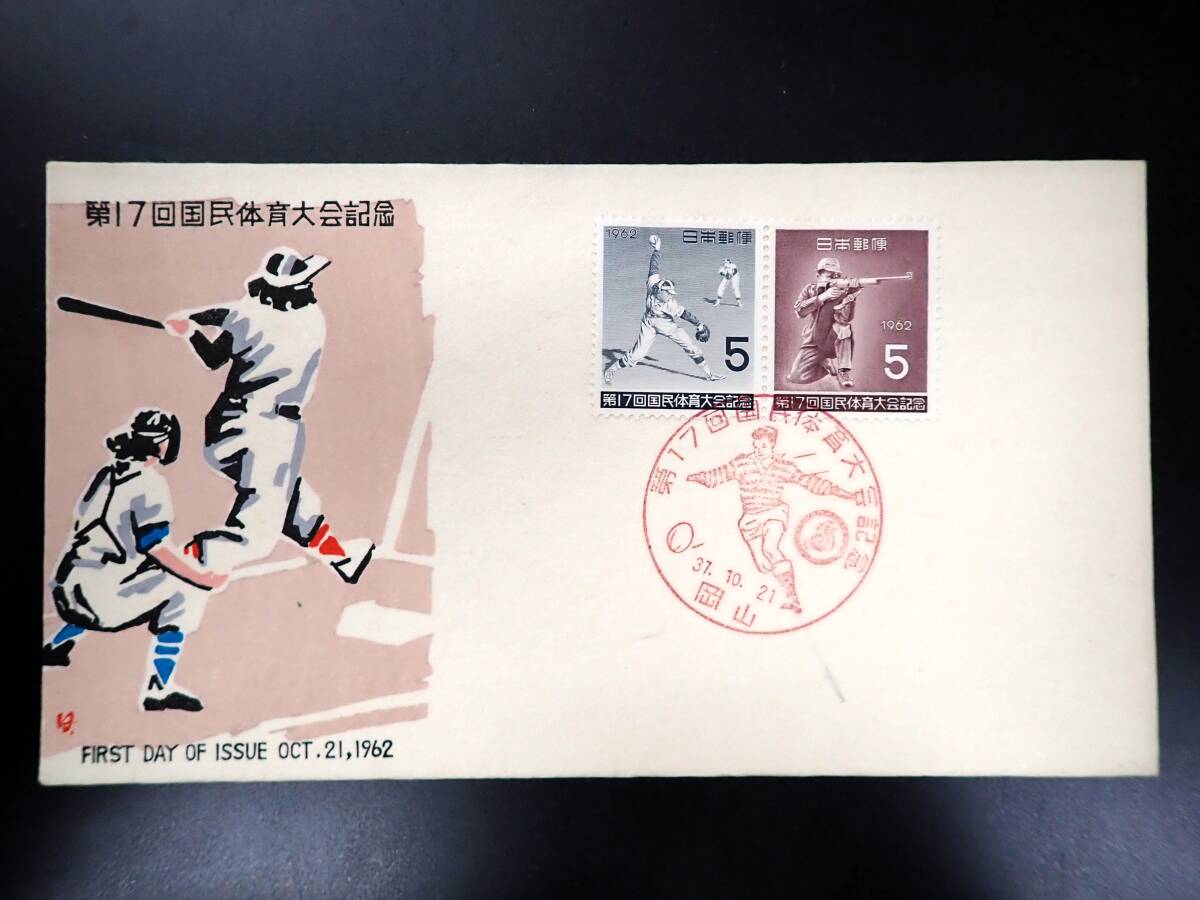 第17回国民体育大会記念
FIRST DAY OF ISSUE OCT.21,1962
1962 日本郵便
5
第17回国民体育大会記念
日本郵便
1962
5
第17回国民体育大会記念
第17回国民体育大会記念
37.10.21
岡山